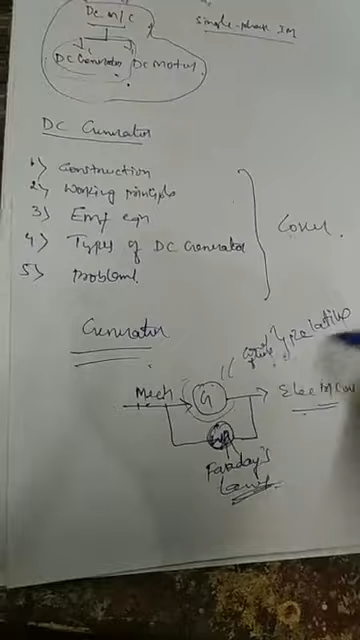 DC M/C
Single-phase IM
DC Generator DC Motor
DC Generator
1) Construction
2) Working principle
3) Emf eqn
4) Types of DC Generator
5) Problem
Cover.
Generator
Relative
Mech G Electrical
Faraday's
Law